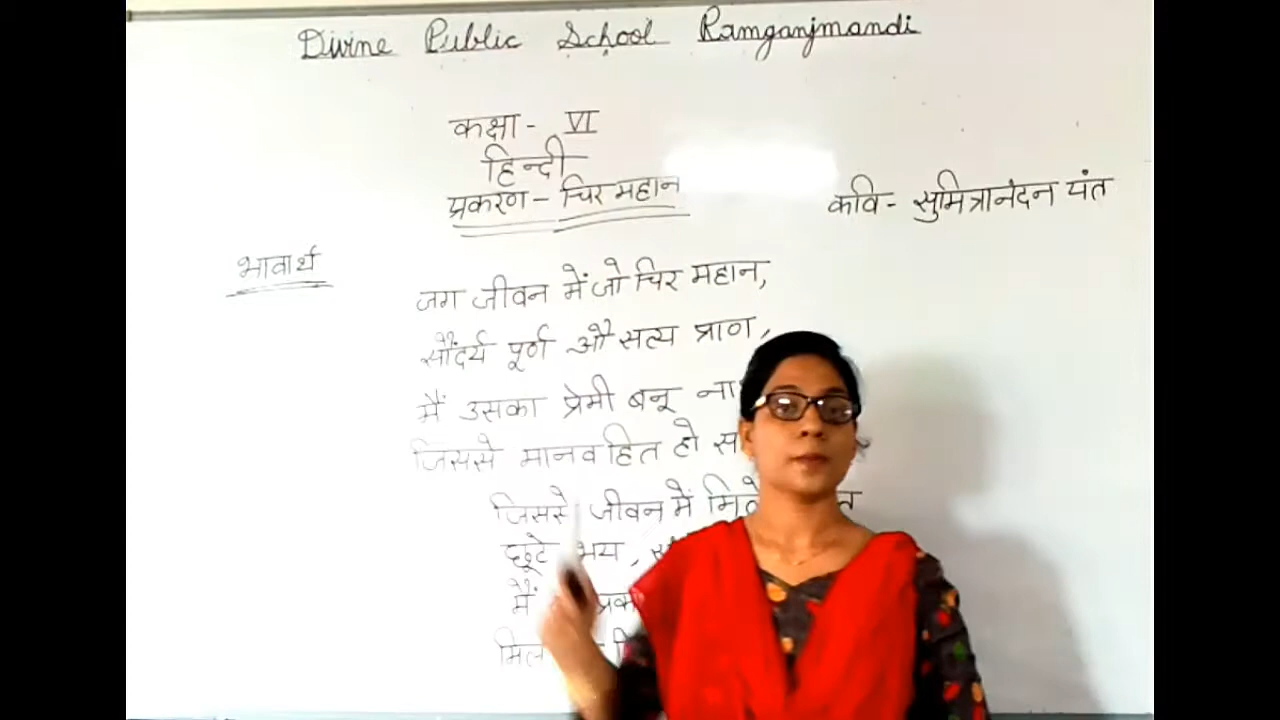 Divine Public School Ramganjmandi
कक्षा - VI
हिन्दी
प्रकरण - चिर महान
कवि - सुमित्रानंदन पंत
भावार्थ
जग जीवन में जो चिर महान,
सौंदर्य पूर्ण औ सत्य प्राण,
मैं उसका प्रेमी बनू
जिससे मानव हित हो
जिससे जीवन में
छूटे भय,
मैं